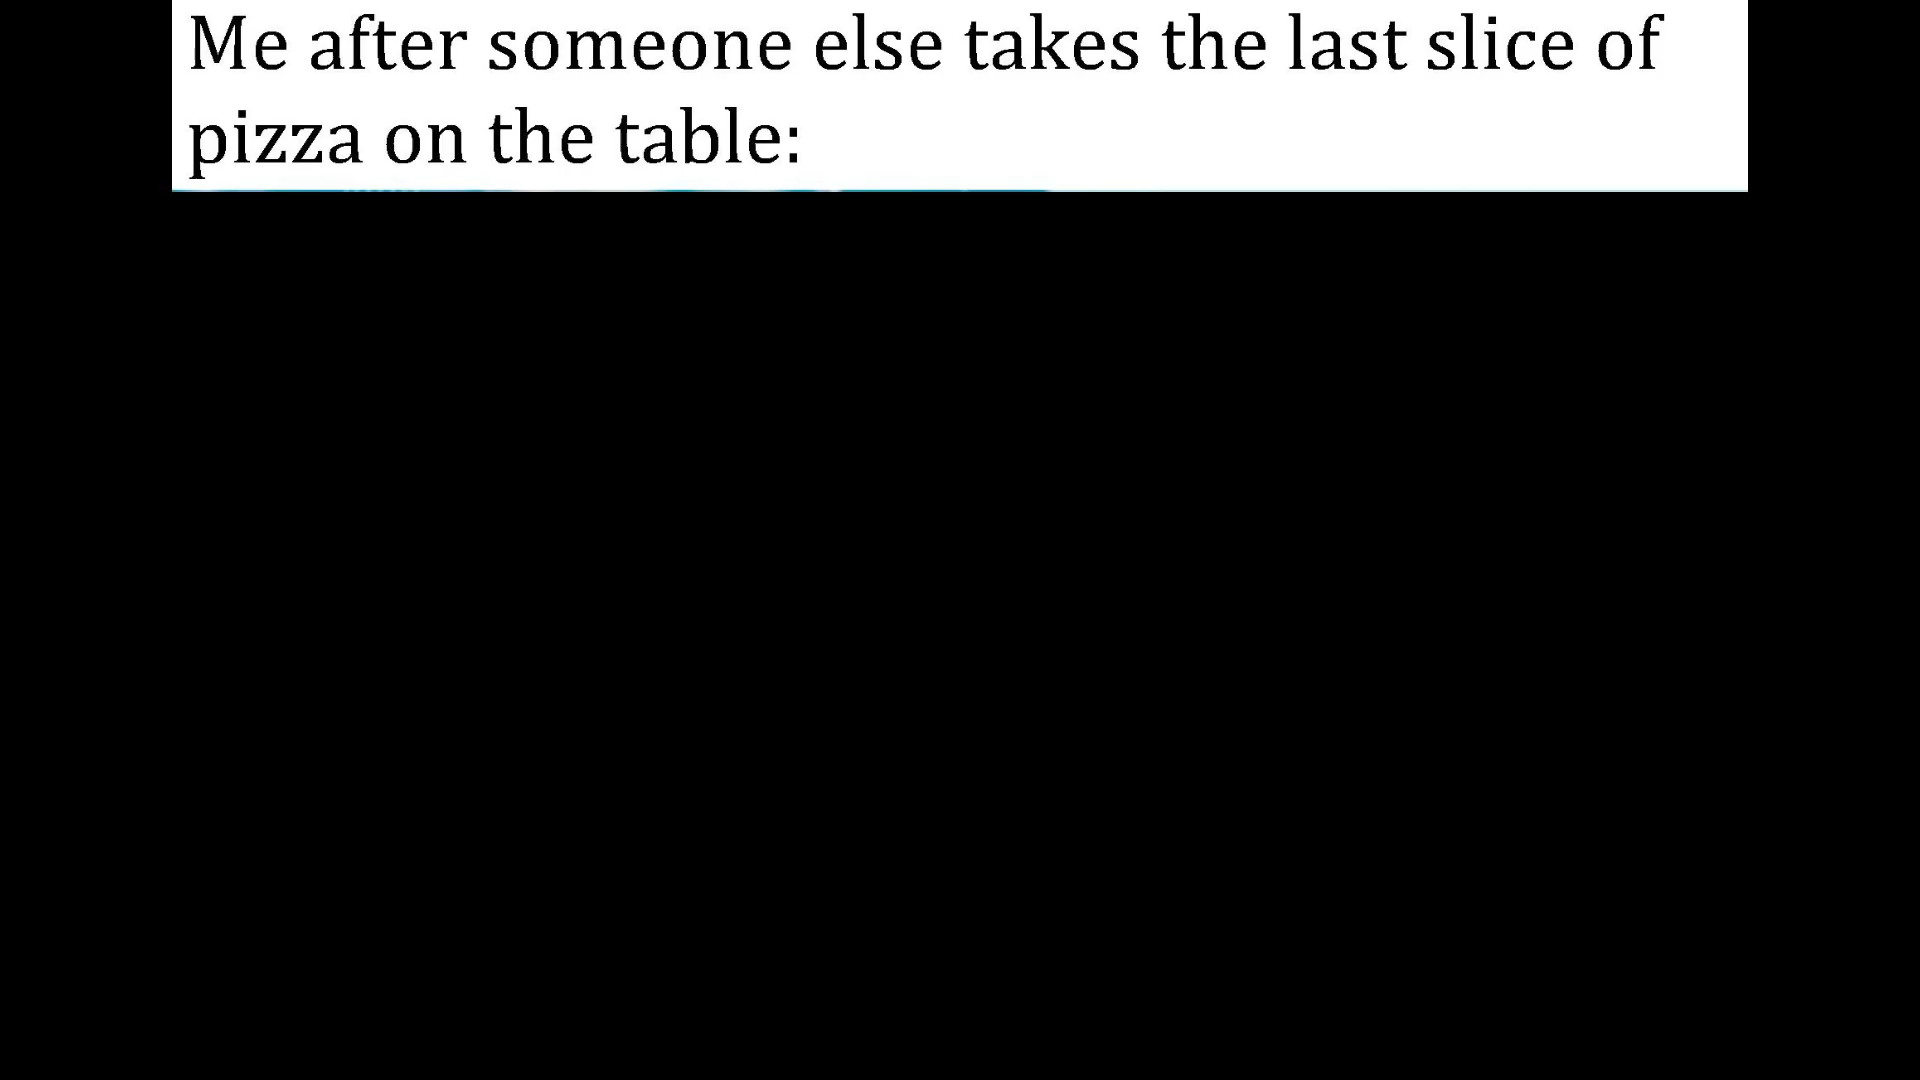 Me after someone else takes the last slice of
pizza on the table: